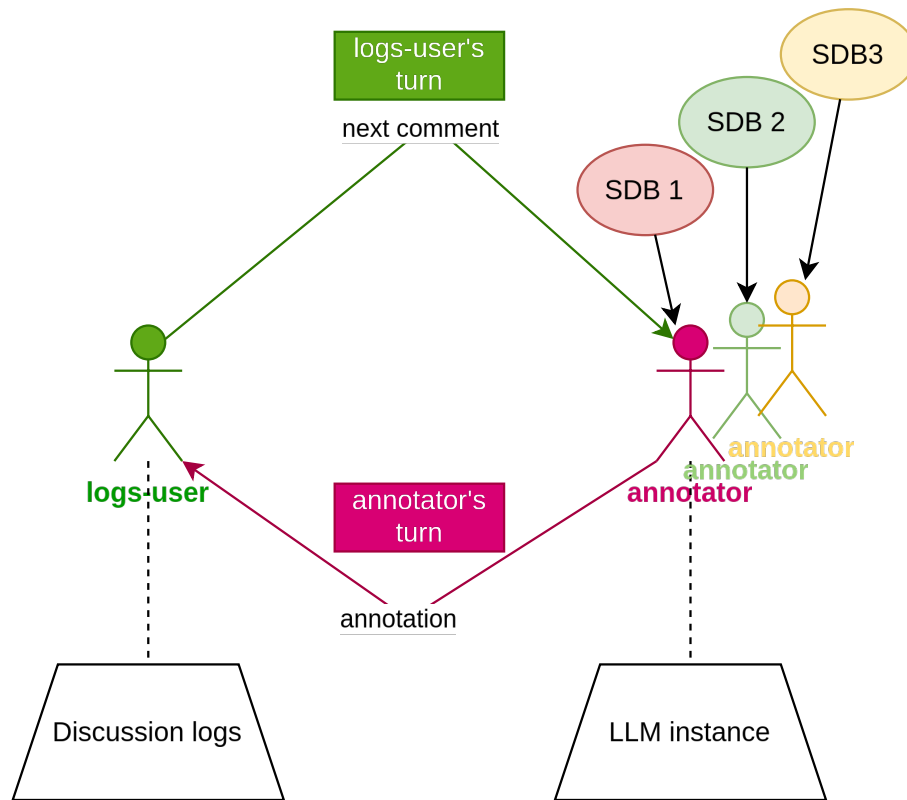 logs-user's
turn
next comment
SDB3
SDB 2
SDB 1
annotator
annotator
annotator
logs-user
annotator's
turn
annotation
Discussion logs
LLM instance